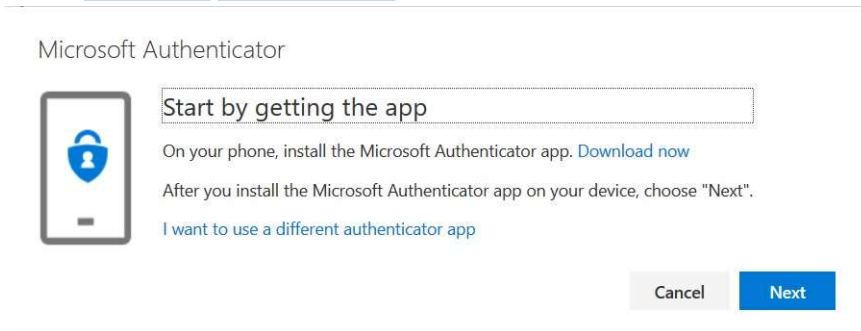 Microsoft Authenticator
Start by getting the app
On your phone, install the Microsoft Authenticator app. Download now
After you install the Microsoft Authenticator app on your device, choose "Next".
I want to use a different authenticator app
Cancel Next